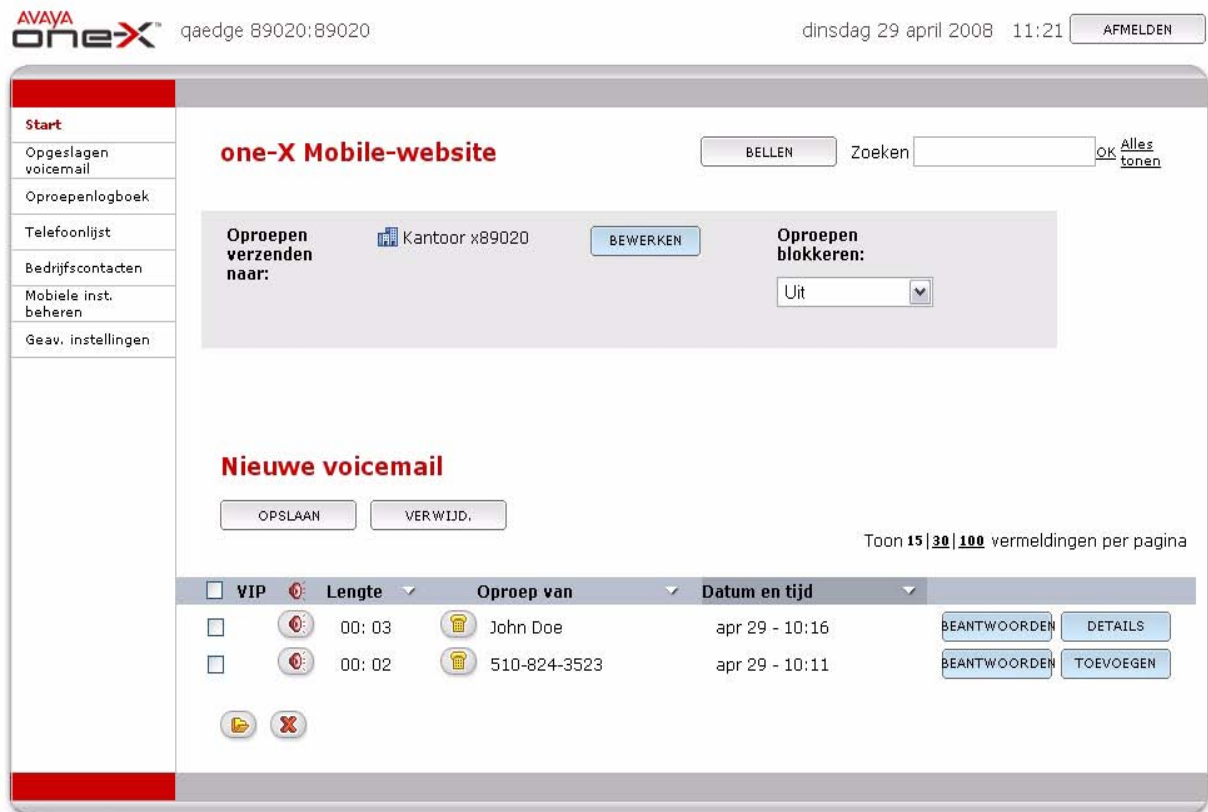 AVAYA
one-X™
qaedge 89020:89020
dinsdag 29 april 2008 11:21
AFMELDEN
Start
Opgeslagen
voicemail
Oproepenlogboek
Telefoonlijst
Bedrijfscontacten
Mobiele inst.
beheren
Geav. instellingen
one-X Mobile-website
BELLEN
Zoeken
OK
Alles
tonen
Oproepen
verzenden
naar:
Kantoor x89020
BEWERKEN
Oproepen
blokkeren:
Uit
Nieuwe voicemail
OPSLAAN
VERWIJD.
Toon 15|30|100 vermeldingen per pagina
VIP Lengte Oproep van Datum en tijd
00: 03 John Doe apr 29 - 10:16 BEANTWOORDEN DETAILS
00: 02 510-824-3523 apr 29 - 10:11 BEANTWOORDEN TOEVOEGEN